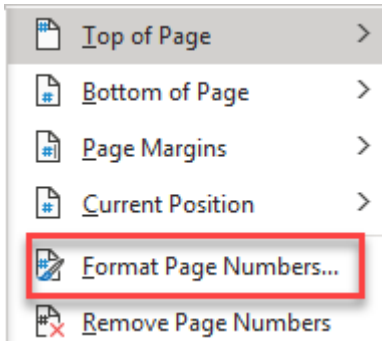 Top of Page
Bottom of Page
Page Margins
Current Position
Format Page Numbers...
Remove Page Numbers